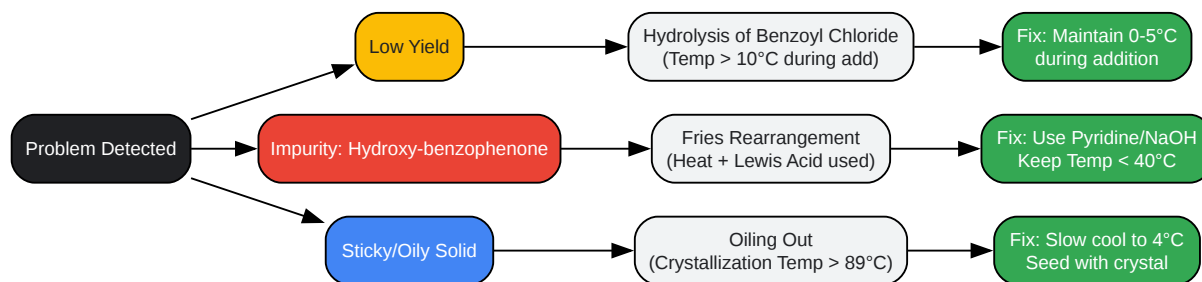 Low Yield
Hydrolysis of Benzoyl Chloride
(Temp > 10°C during add)
Fix: Maintain 0-5°C
during addition
Problem Detected
Impurity: Hydroxy-benzophenone
Fries Rearrangement
(Heat + Lewis Acid used)
Fix: Use Pyridine/NaOH
Keep Temp < 40°C
Sticky/Oily Solid
Oiling Out
(Crystallization Temp > 89°C)
Fix: Slow cool to 4°C
Seed with crystal